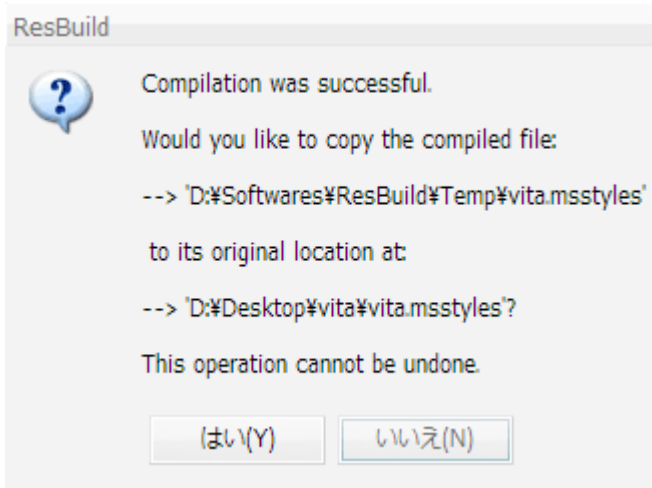 ResBuild
Compilation was successful.
Would you like to copy the compiled file:
--> 'D:¥Softwares¥ResBuild¥Temp¥vita.msstyles'
to its original location at:
--> 'D:¥Desktop¥vita¥vita.msstyles'?
This operation cannot be undone.
はい(Y)
いいえ(N)